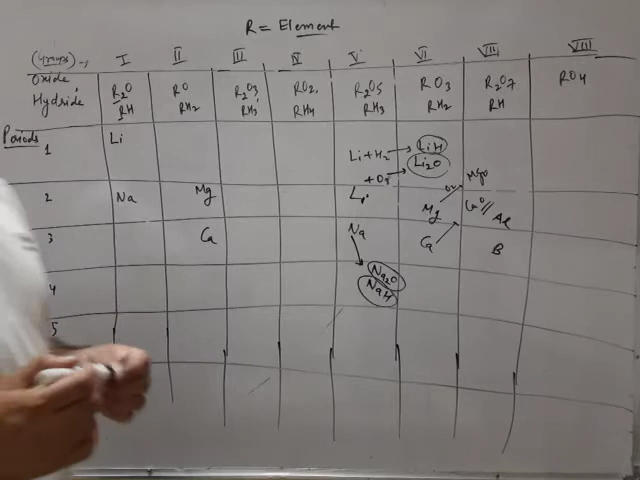 R = Element
(Groups) → I II III IV V VI VII VIII
Oxide R2O RO R2O3 RO2 R2O5 RO3 R2O7 RO4
Hydride RH RH2 RH3 RH4 RH3 RH2 RH
Periods
1 Li
Li + H2 → LiH
+ O2 → Li2O
MgO
2 Na Mg Li Mg CaO Al
3 Ca Na Ca B
Na2O
4 NaH
5